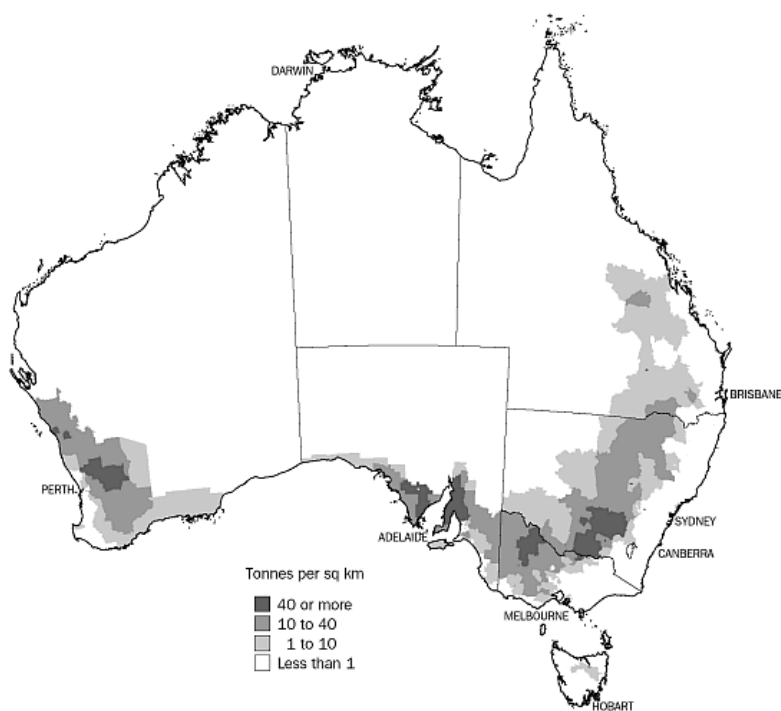 DARWIN
BRISBANE
PERTH
SYDNEY
ADELAIDE
CANBERRA
Tonnes per sq km
40 or more
10 to 40
1 to 10
Less than 1
MELBOURNE
HOBART